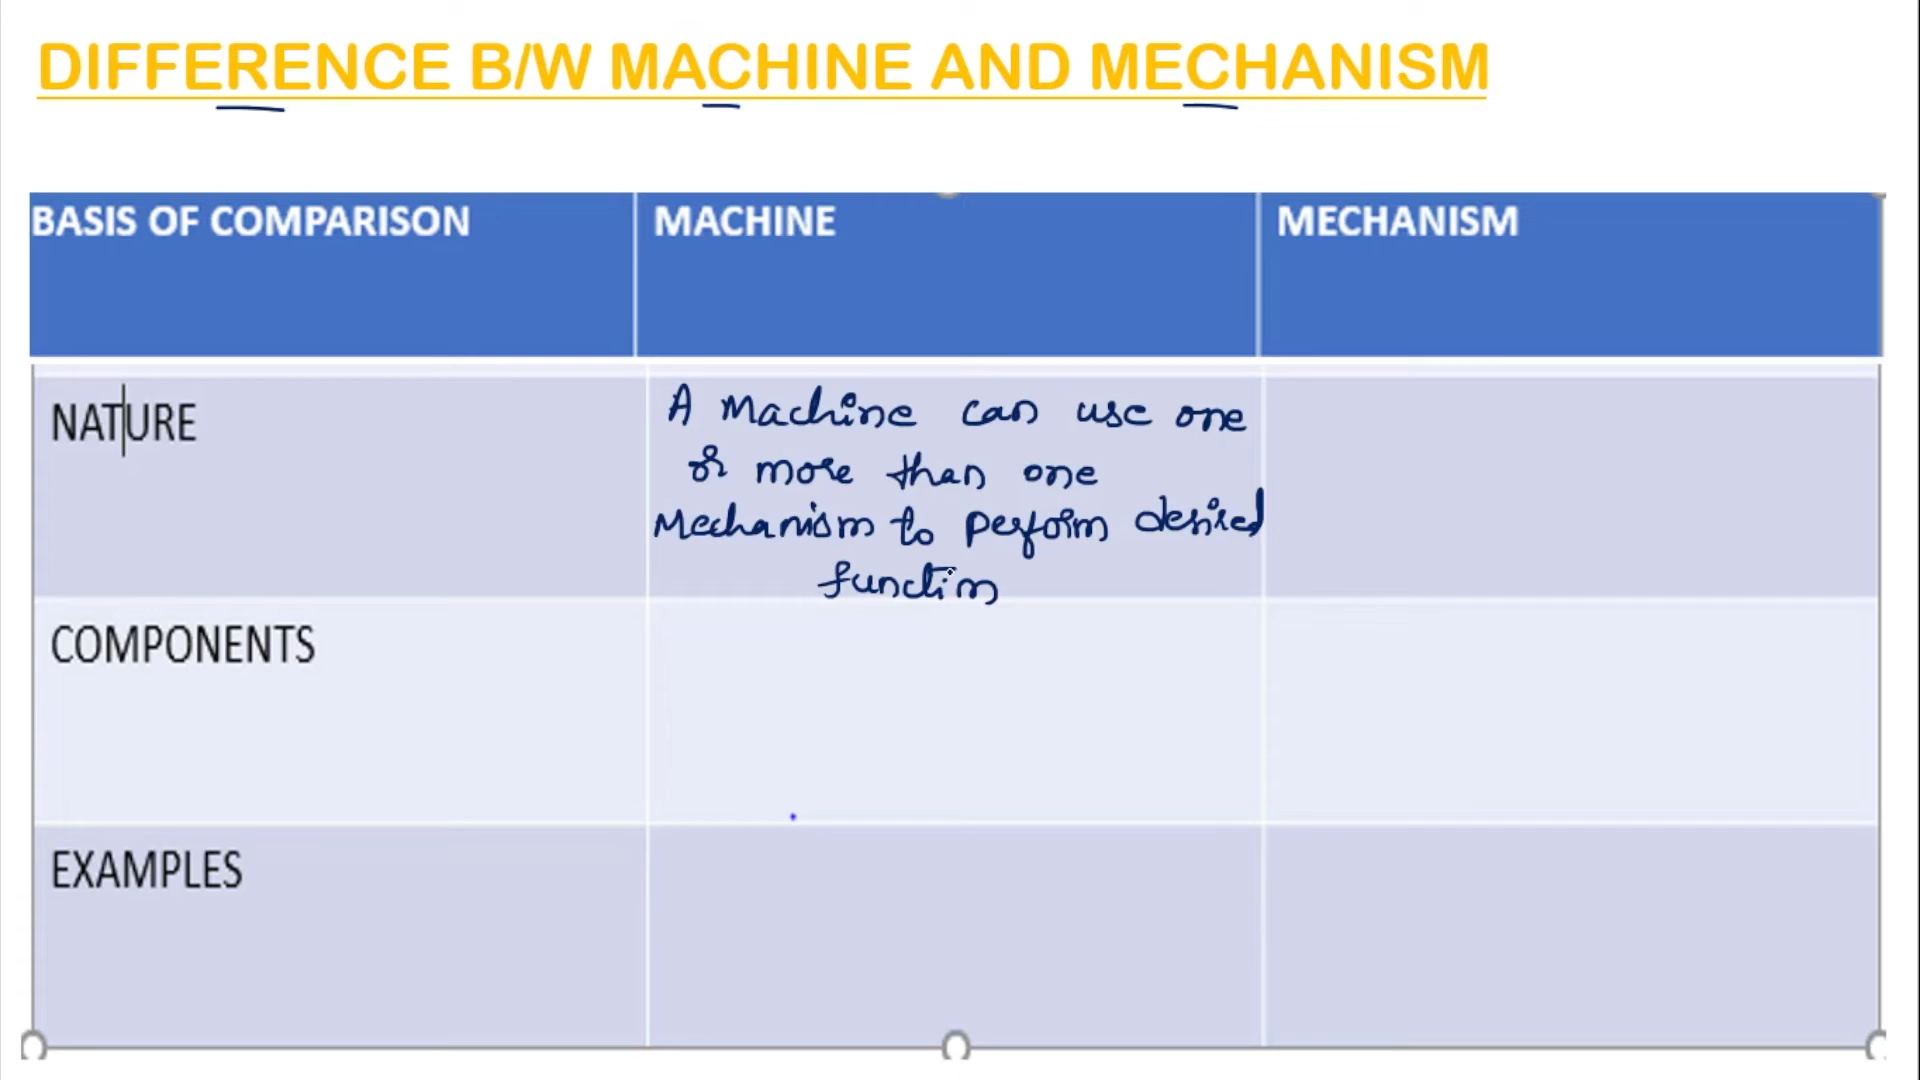 DIFFERENCE B/W MACHINE AND MECHANISM
BASIS OF COMPARISON MACHINE MECHANISM
NATURE
A Machine can use one
or more than one
Mechanism to perform desired
function
COMPONENTS
EXAMPLES